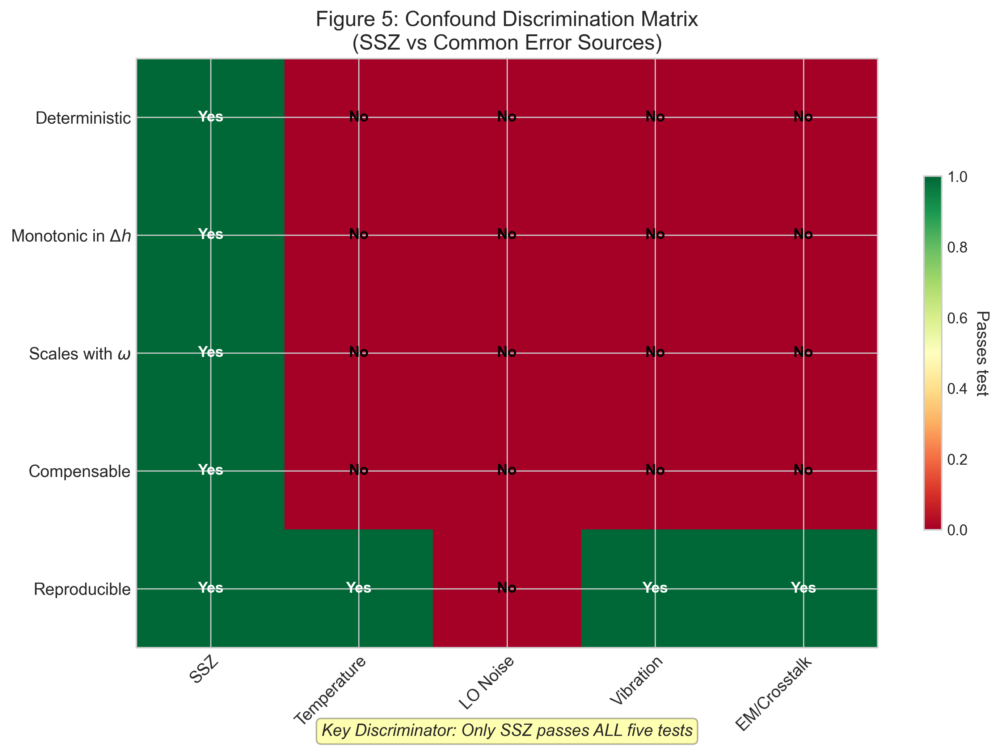 Figure 5: Confound Discrimination Matrix
(SSZ vs Common Error Sources)
Deterministic Yes No No No No
Monotonic in Δh Yes No No No No
Scales with ω Yes No No No No
Compensable Yes No No No No
Reproducible Yes Yes No Yes Yes
SSZ Temperature LO Noise Vibration EM/Crosstalk
Key Discriminator: Only SSZ passes ALL five tests
1.0
0.8
0.6
0.4
0.2
0.0
Passes test